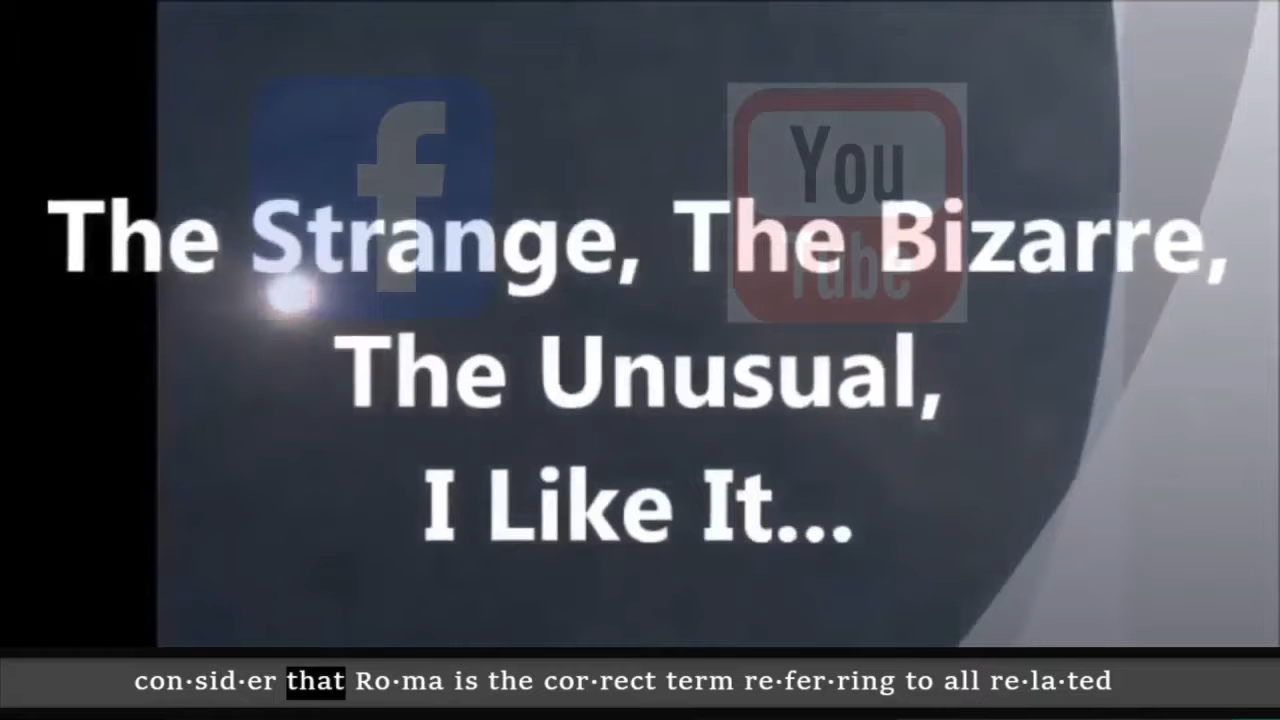 f
You
Tube
The Strange, The Bizarre,
The Unusual,
I Like It...
con·sid·er that Ro·ma is the cor·rect term re·fer·ring to all re·la·ted